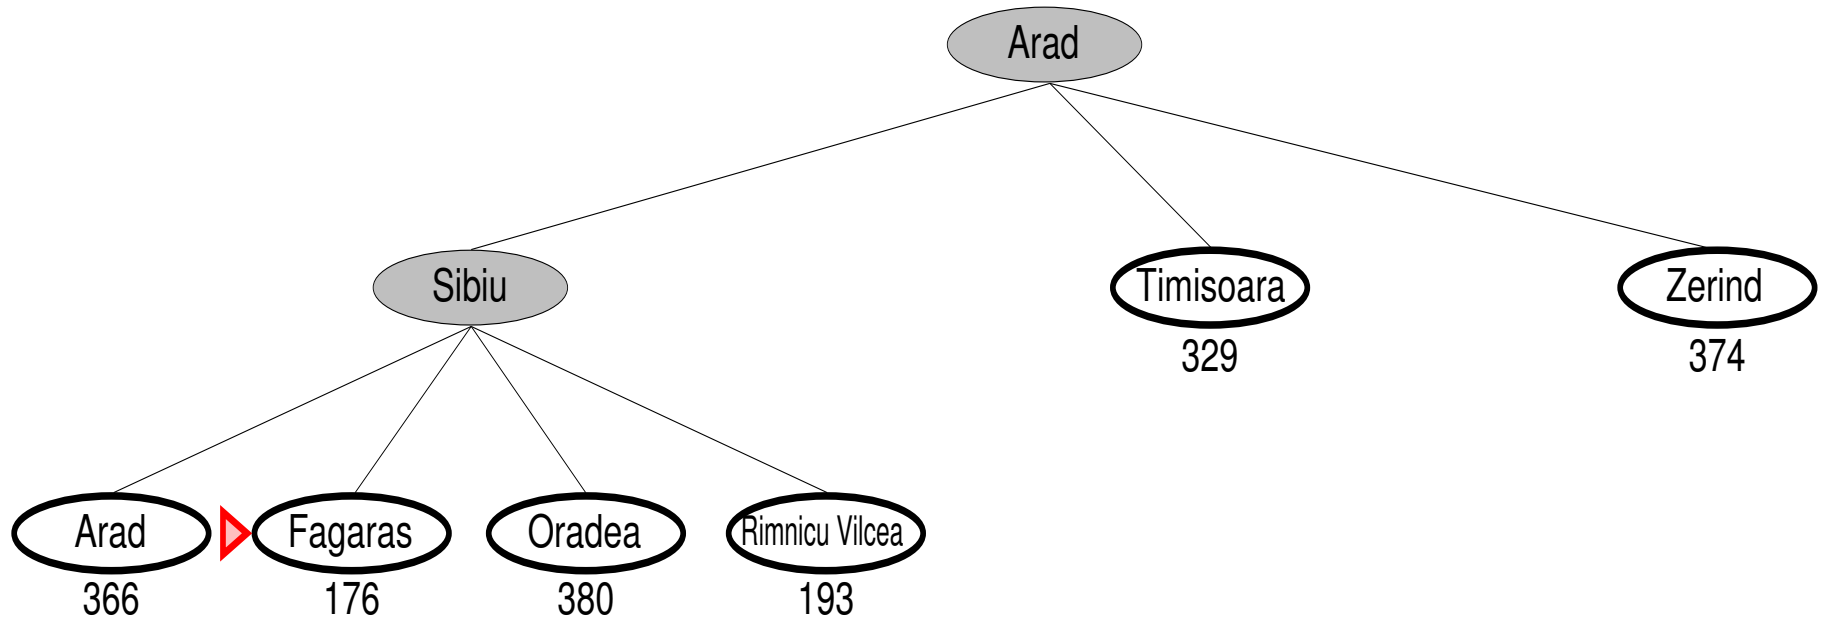 Arad
Sibiu
Timisoara
Zerind
329
374
Arad
Fagaras
Oradea
Rimnicu Vilcea
366
176
380
193